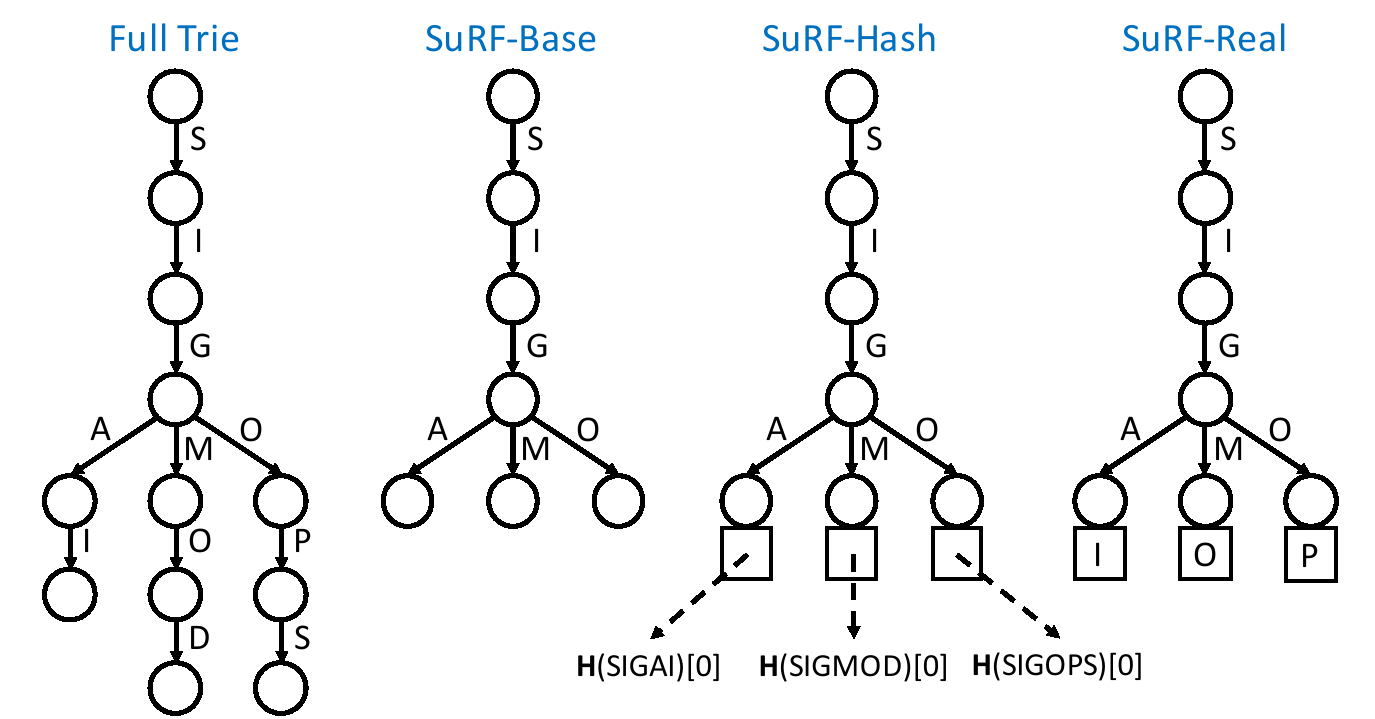 Full Trie SuRF-Base SuRF-Hash SuRF-Real
S S S S
I I I I
G G G G
A M O A M O A M O A M O
I O P I O P
D S
H(SIGAI)[0] H(SIGMOD)[0] H(SIGOPS)[0]